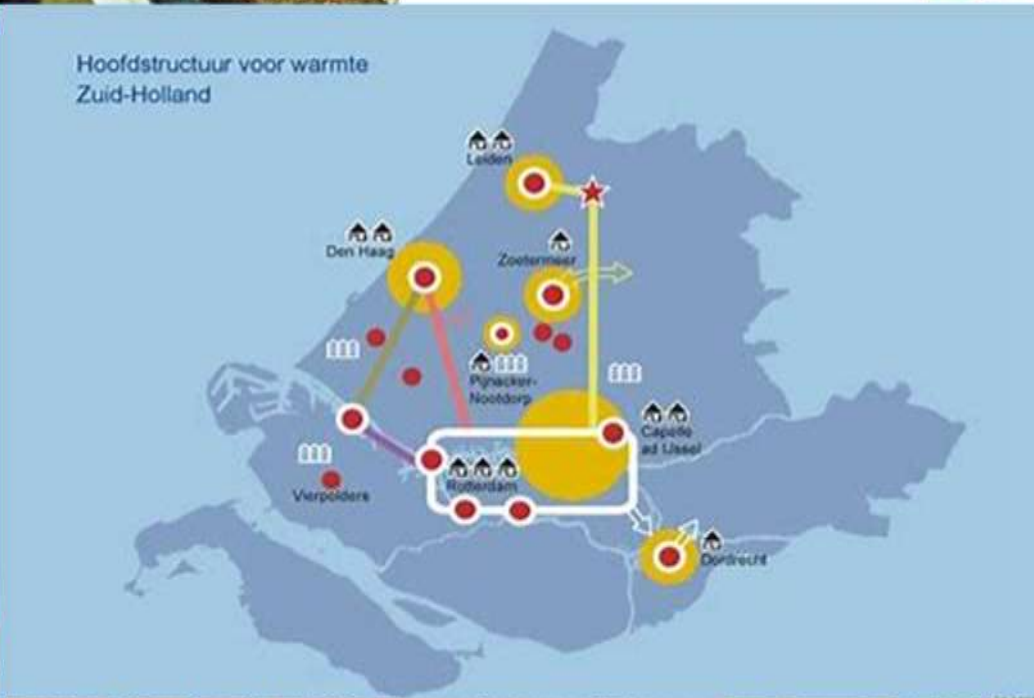 Hoofdstructuur voor warmte
Zuid-Holland
Leiden
Den Haag
Zoetermeer
Pijnacker-
Nootdorp
Capelle
ad IJssel
Rotterdam
Vierpolders
Dordrecht